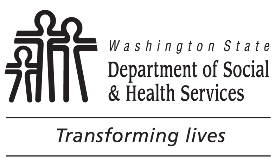 Washington State
Department of Social
& Health Services
Transforming lives